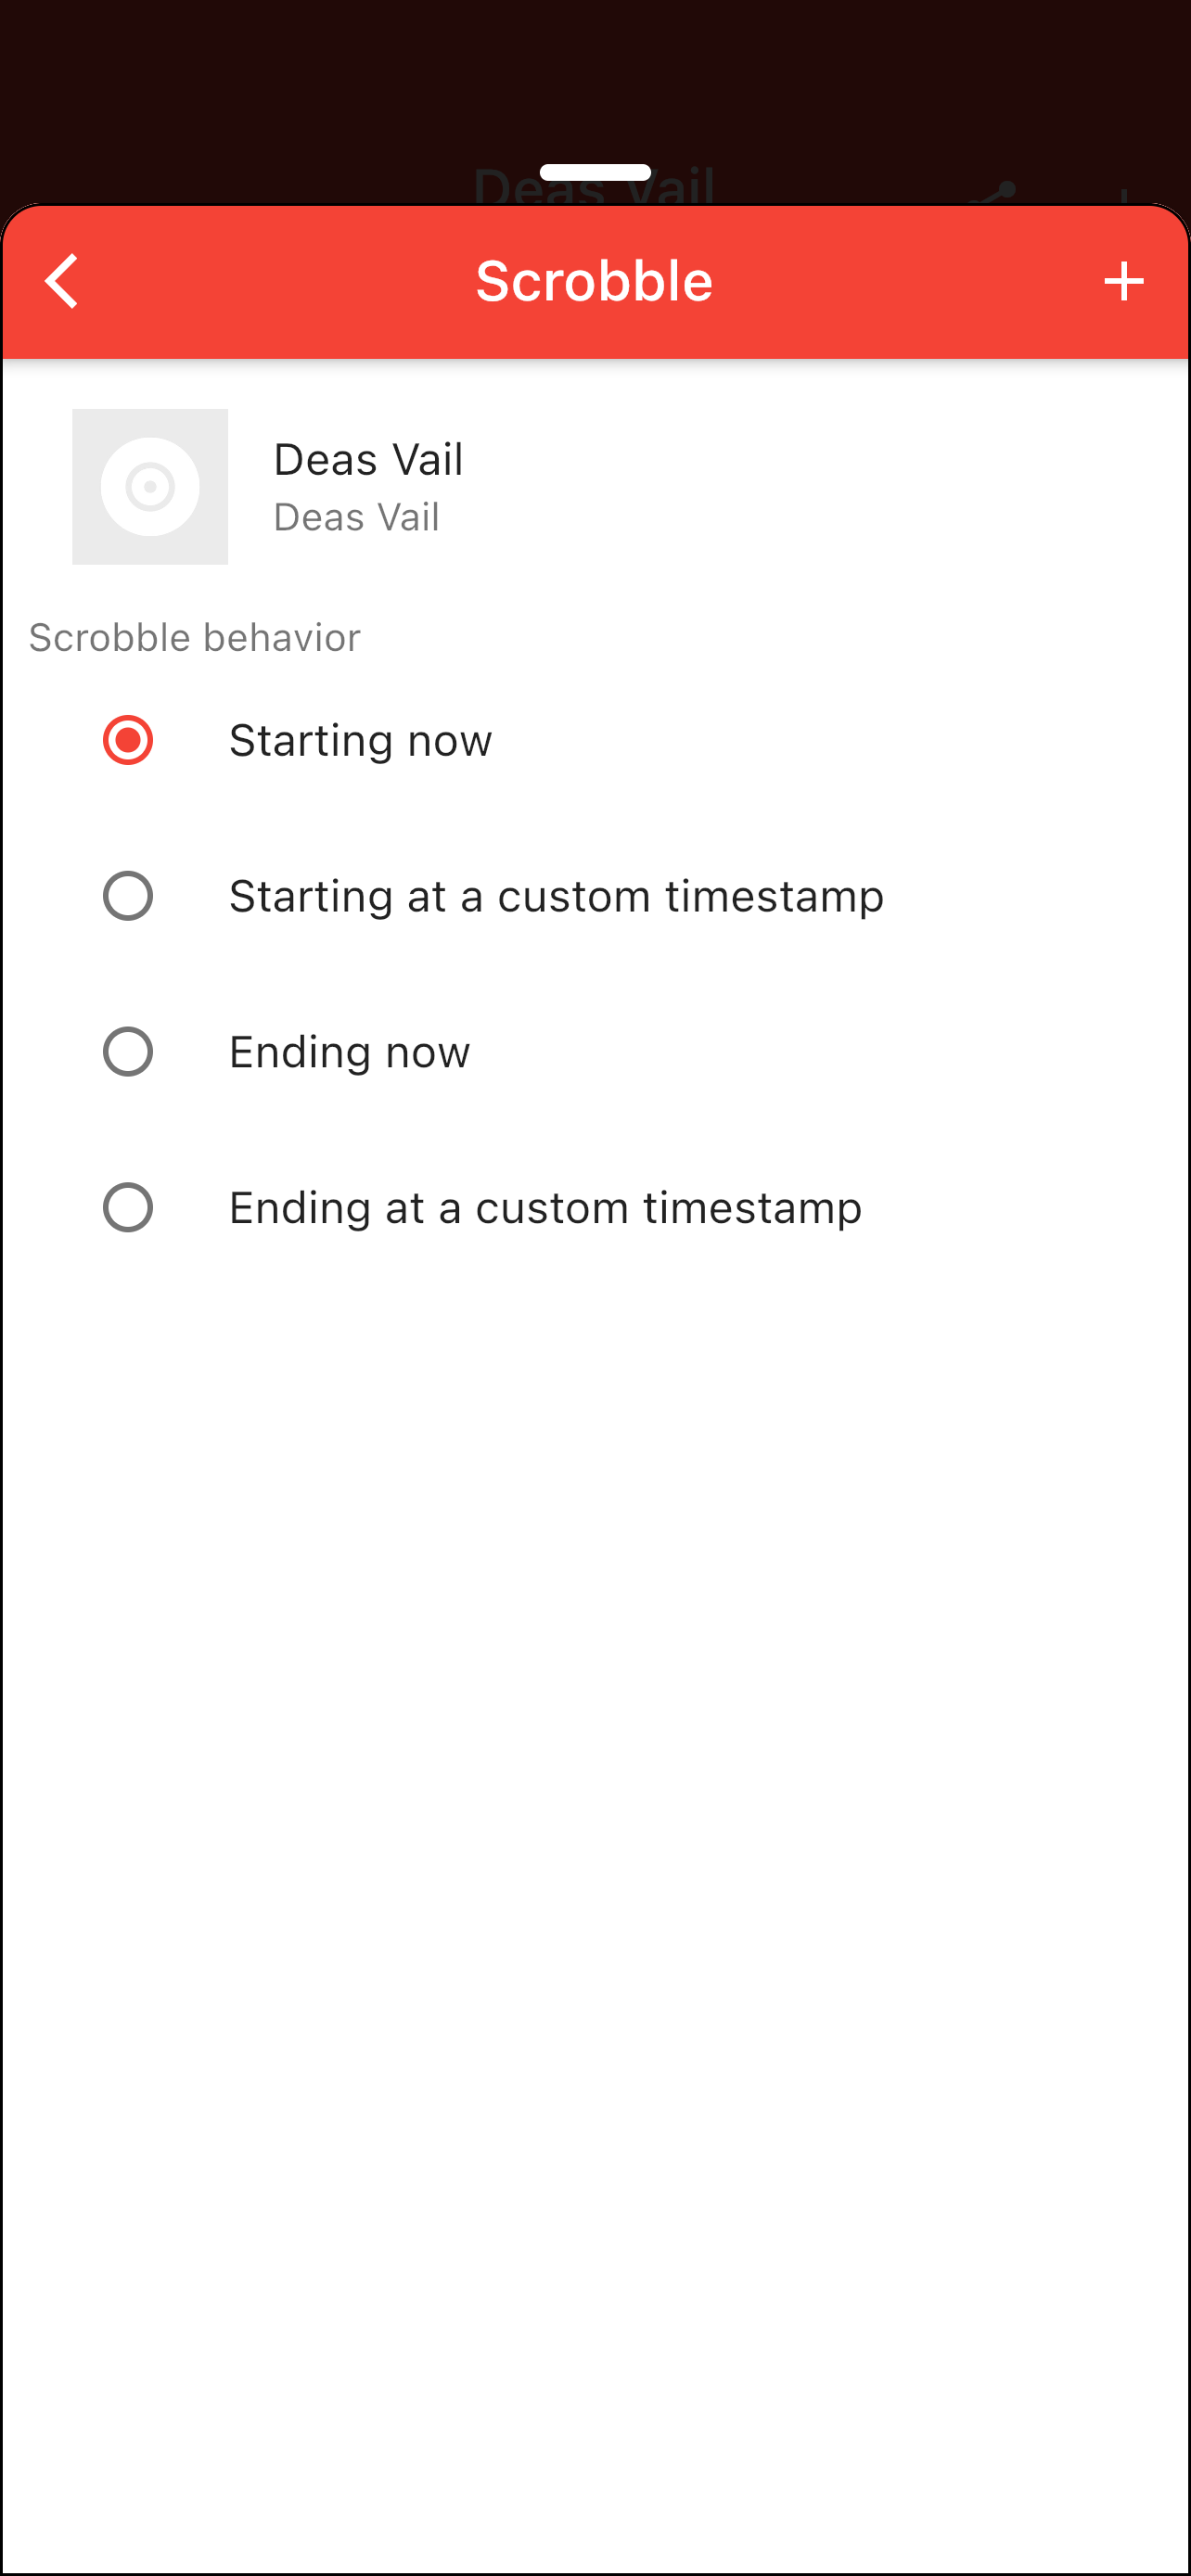 Deas Vail
Scrobble
Deas Vail
Deas Vail
Scrobble behavior
Starting now
Starting at a custom timestamp
Ending now
Ending at a custom timestamp